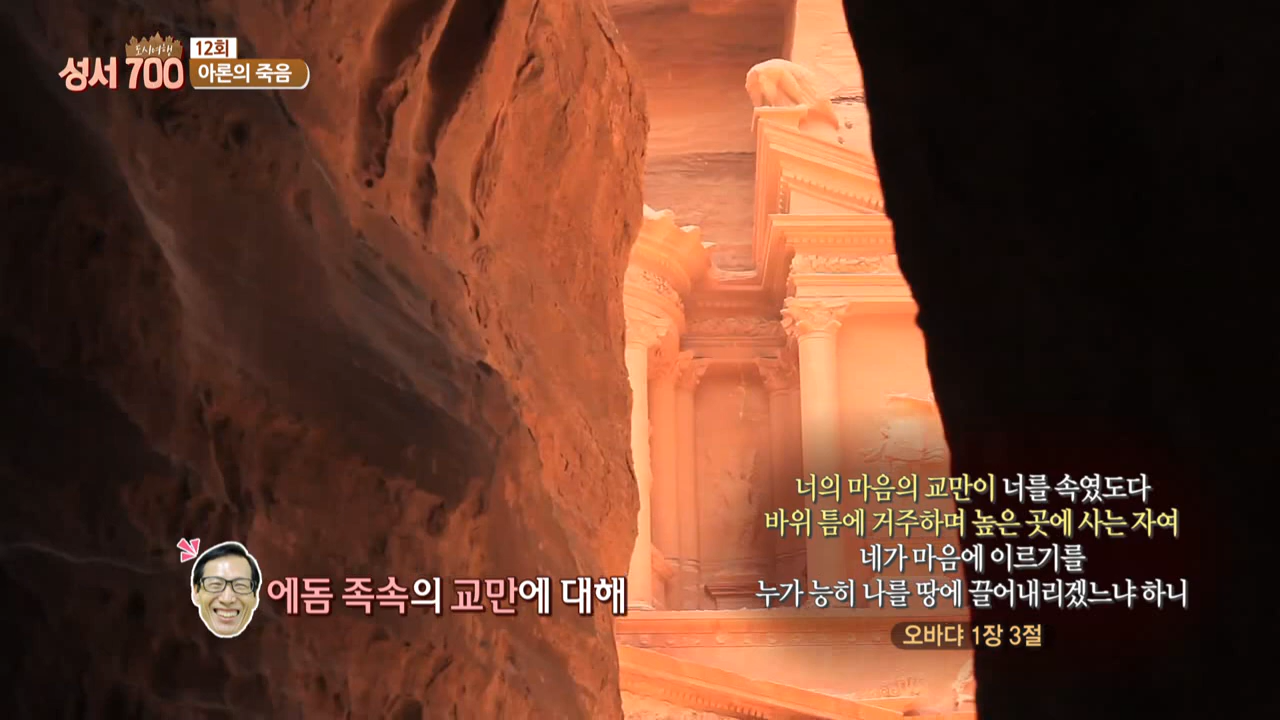 도시여행
성서 700
12회
아론의 죽음
너의 마음의 교만이 너를 속였도다
바위 틈에 거주하며 높은 곳에 사는 자여
네가 마음에 이르기를
누가 능히 나를 땅에 끌어내리겠느냐 하니
오바댜 1장 3절
에돔 족속의 교만에 대해